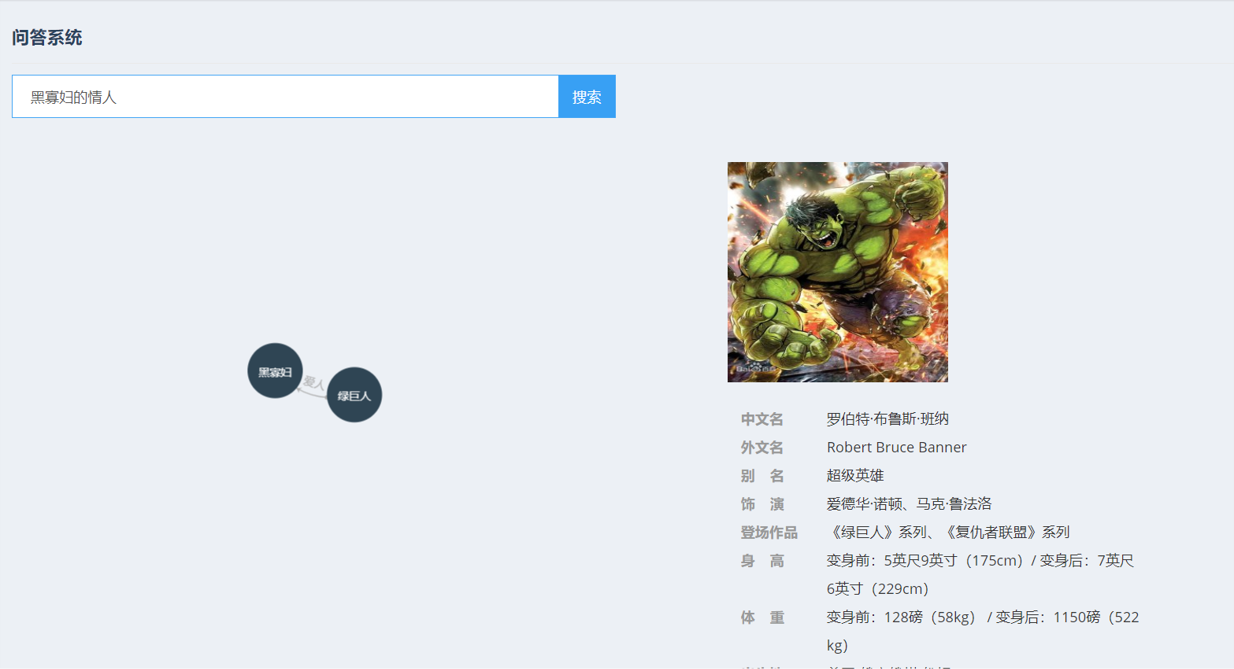 问答系统
黑寡妇的情人
搜索
黑寡妇
爱人
绿巨人
中文名 罗伯特·布鲁斯·班纳
外文名 Robert Bruce Banner
别 名 超级英雄
饰 演 爱德华·诺顿、马克·鲁法洛
登场作品 《绿巨人》系列、《复仇者联盟》系列
身 高 变身前：5英尺9英寸（175cm）/ 变身后：7英尺
6英寸（229cm）
体 重 变身前：128磅（58kg） / 变身后：1150磅（522
kg）